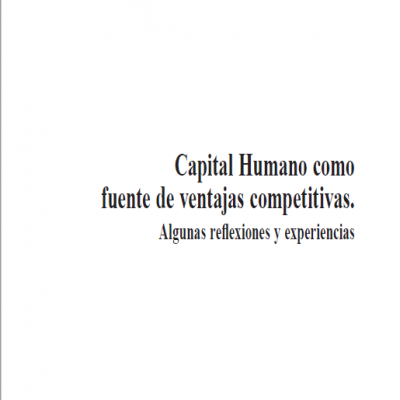 Capital Humano como
fuente de ventajas competitivas.
Algunas reflexiones y experiencias